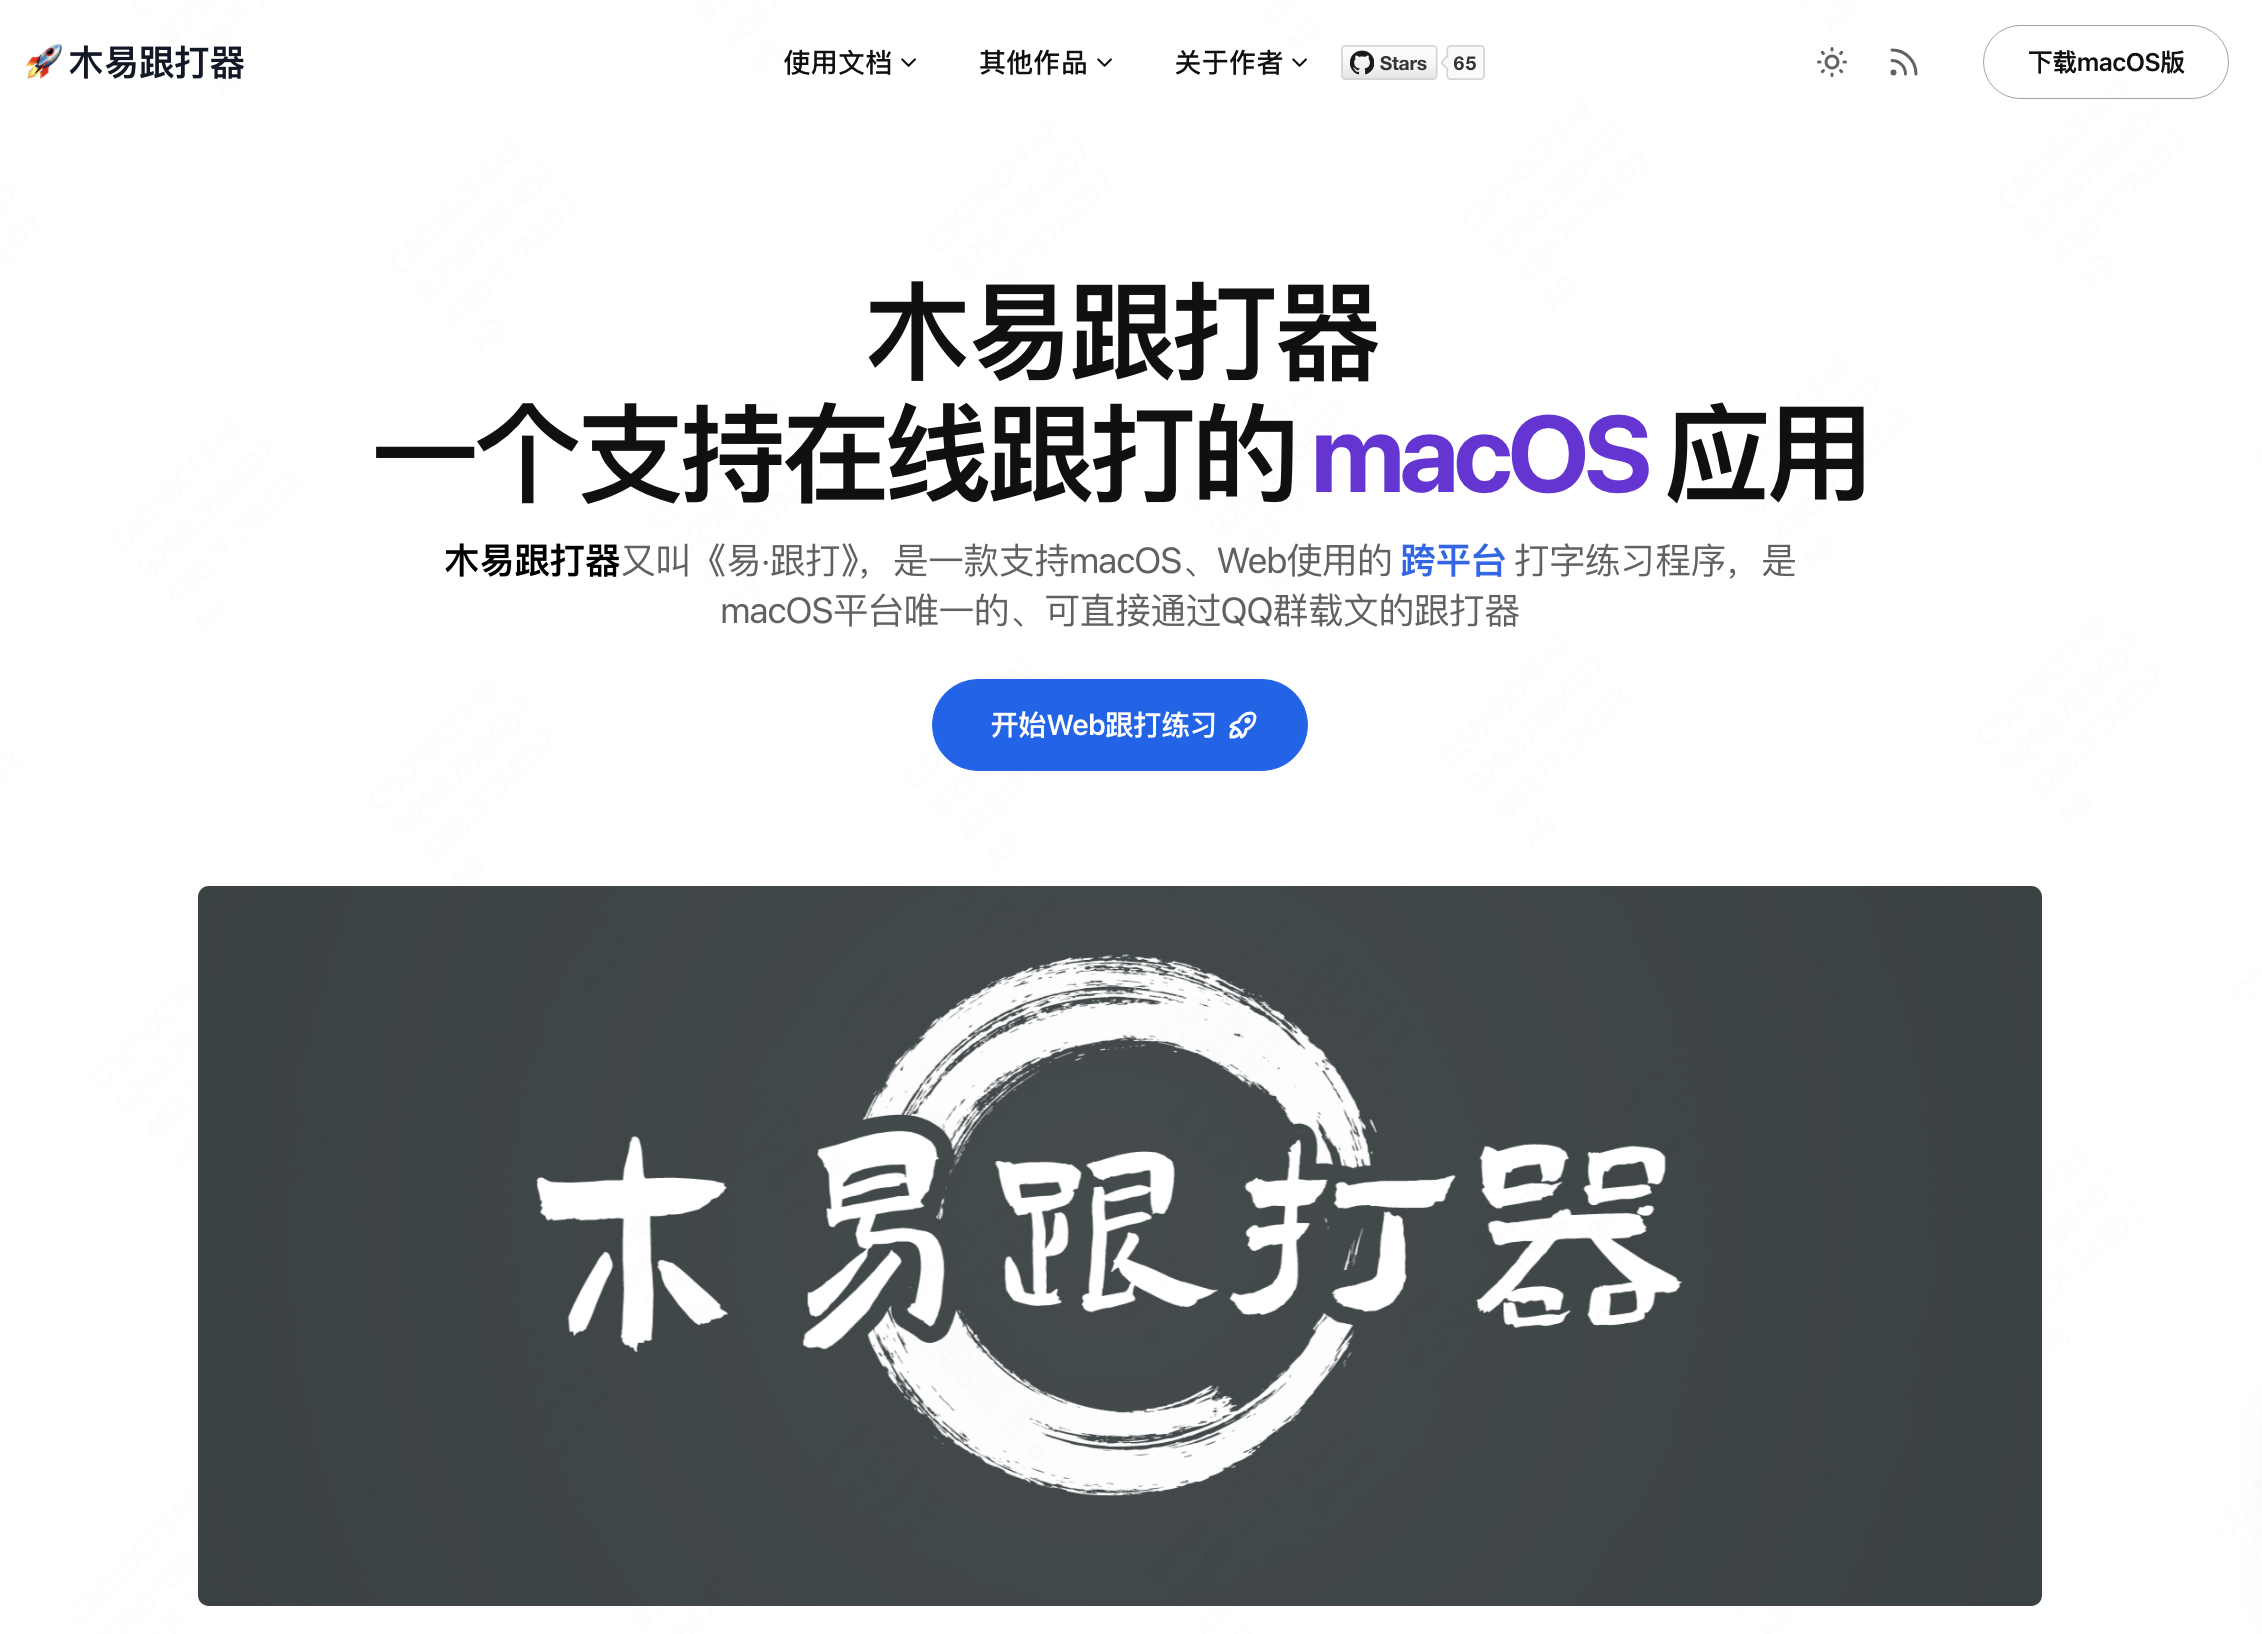 🚀 木易跟打器
使用文档
其他作品
关于作者
Stars
65
下载macOS版
木易跟打器
一个支持在线跟打的 macOS 应用
木易跟打器又叫《易·跟打》，是一款支持macOS、Web使用的 跨平台 打字练习程序，是
macOS平台唯一的、可直接通过QQ群载文的跟打器
开始Web跟打练习
木易跟打器